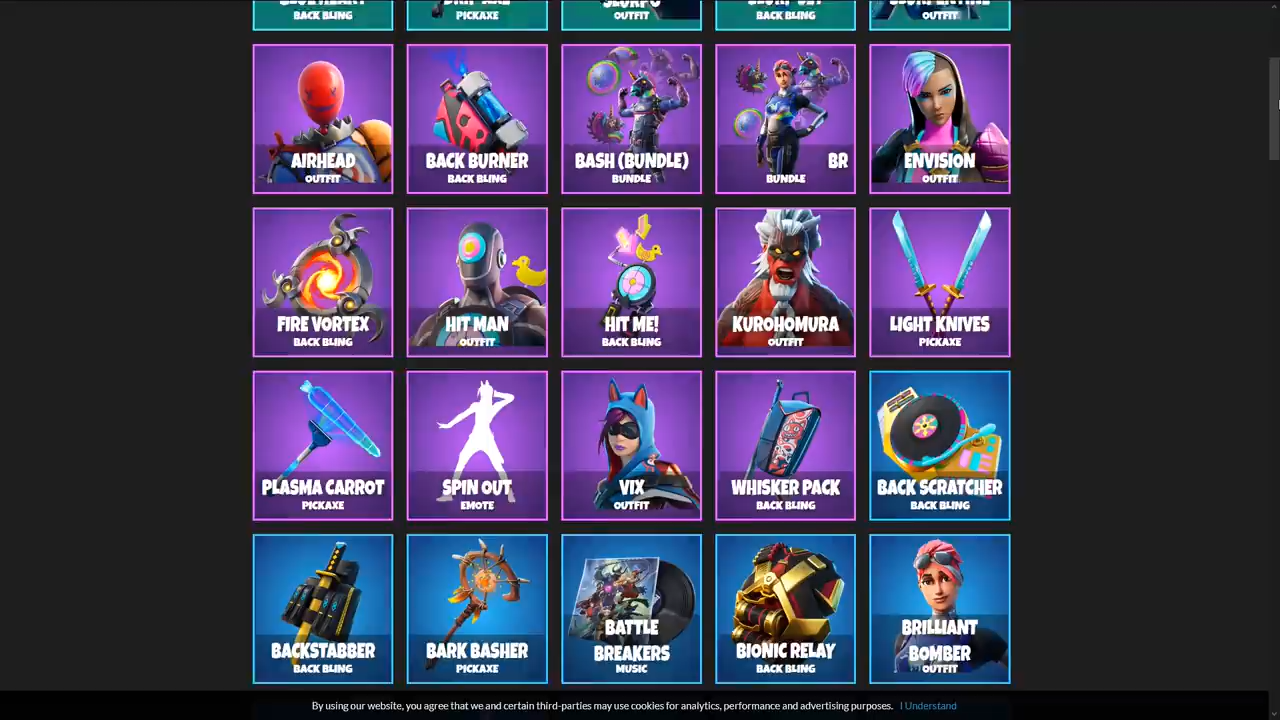 BACK BLING
PICKAXE
OUTFIT
BACK BLING
OUTFIT
AIRHEAD
OUTFIT
BACK BURNER
BACK BLING
BASH (BUNDLE)
BUNDLE
BR
BUNDLE
ENVISION
OUTFIT
FIRE VORTEX
BACK BLING
HIT MAN
OUTFIT
HIT ME!
BACK BLING
KUROHOMURA
OUTFIT
LIGHT KNIVES
PICKAXE
PLASMA CARROT
PICKAXE
SPIN OUT
EMOTE
VIX
OUTFIT
WHISKER PACK
BACK BLING
BACK SCRATCHER
BACK BLING
BACKSTABBER
BACK BLING
BARK BASHER
PICKAXE
BATTLE
BREAKERS
MUSIC
BIONIC RELAY
BACK BLING
BRILLIANT
BOMBER
OUTFIT
By using our website, you agree that we and certain third-parties may use cookies for analytics, performance and advertising purposes. I Understand